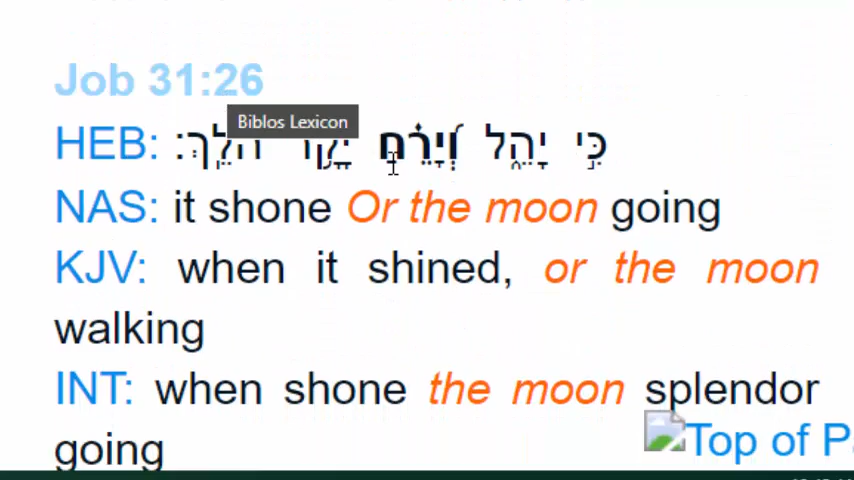 Job 31:26
Biblos Lexicon
HEB: כִּ֣י יָהֵ֑ל וְ֝יָרֵ֗חַ
NAS: it shone Or the moon going
KJV: when it shined, or the moon
walking
INT: when shone the moon splendor
going
Top of P